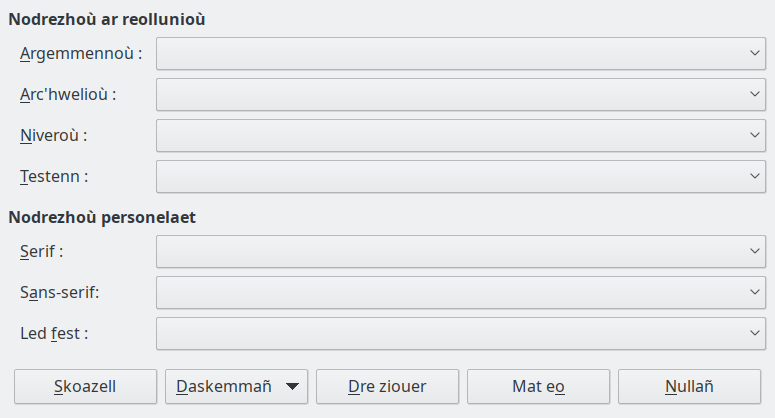 Nodrezhoù ar reollunioù
Argemmennoù :
Arc'hwelioù :
Niveroù :
Testenn :
Nodrezhoù personelaet
Serif :
Sans-serif:
Led fest :
Skoazell Daskemmañ Dre ziouer Mat eo Nullañ